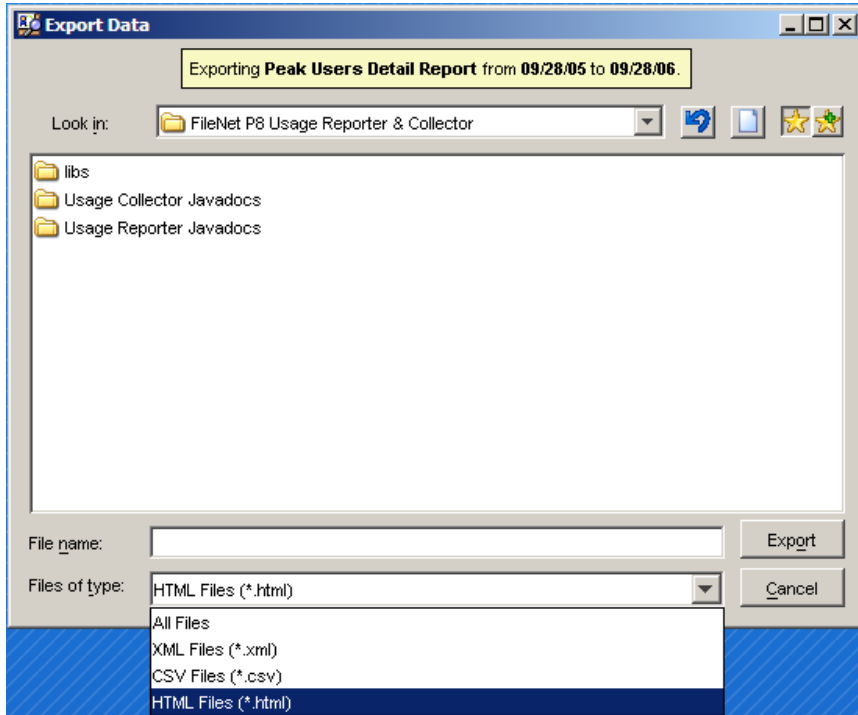 Export Data
Exporting Peak Users Detail Report from 09/28/05 to 09/28/06.
Look in: FileNet P8 Usage Reporter & Collector
libs
Usage Collector Javadocs
Usage Reporter Javadocs
File name: Export
Files of type: HTML Files (*.html) Cancel
All Files
XML Files (*.xml)
CSV Files (*.csv)
HTML Files (*.html)